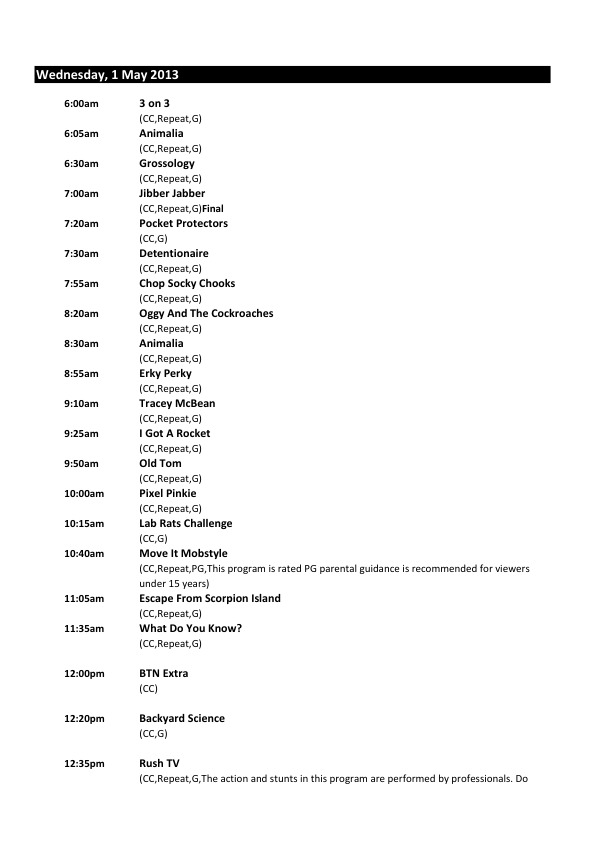 Wednesday, 1 May 2013
6:00am 3 on 3
(CC,Repeat,G)
6:05am Animalia
(CC,Repeat,G)
6:30am Grossology
(CC,Repeat,G)
7:00am Jibber Jabber
(CC,Repeat,G)Final
7:20am Pocket Protectors
(CC,G)
7:30am Detentionaire
(CC,Repeat,G)
7:55am Chop Socky Chooks
(CC,Repeat,G)
8:20am Oggy And The Cockroaches
(CC,Repeat,G)
8:30am Animalia
(CC,Repeat,G)
8:55am Erky Perky
(CC,Repeat,G)
9:10am Tracey McBean
(CC,Repeat,G)
9:25am I Got A Rocket
(CC,Repeat,G)
9:50am Old Tom
(CC,Repeat,G)
10:00am Pixel Pinkie
(CC,Repeat,G)
10:15am Lab Rats Challenge
(CC,G)
10:40am Move It Mobstyle
(CC,Repeat,PG,This program is rated PG parental guidance is recommended for viewers
under 15 years)
11:05am Escape From Scorpion Island
(CC,Repeat,G)
11:35am What Do You Know?
(CC,Repeat,G)
12:00pm BTN Extra
(CC)
12:20pm Backyard Science
(CC,G)
12:35pm Rush TV
(CC,Repeat,G,The action and stunts in this program are performed by professionals. Do